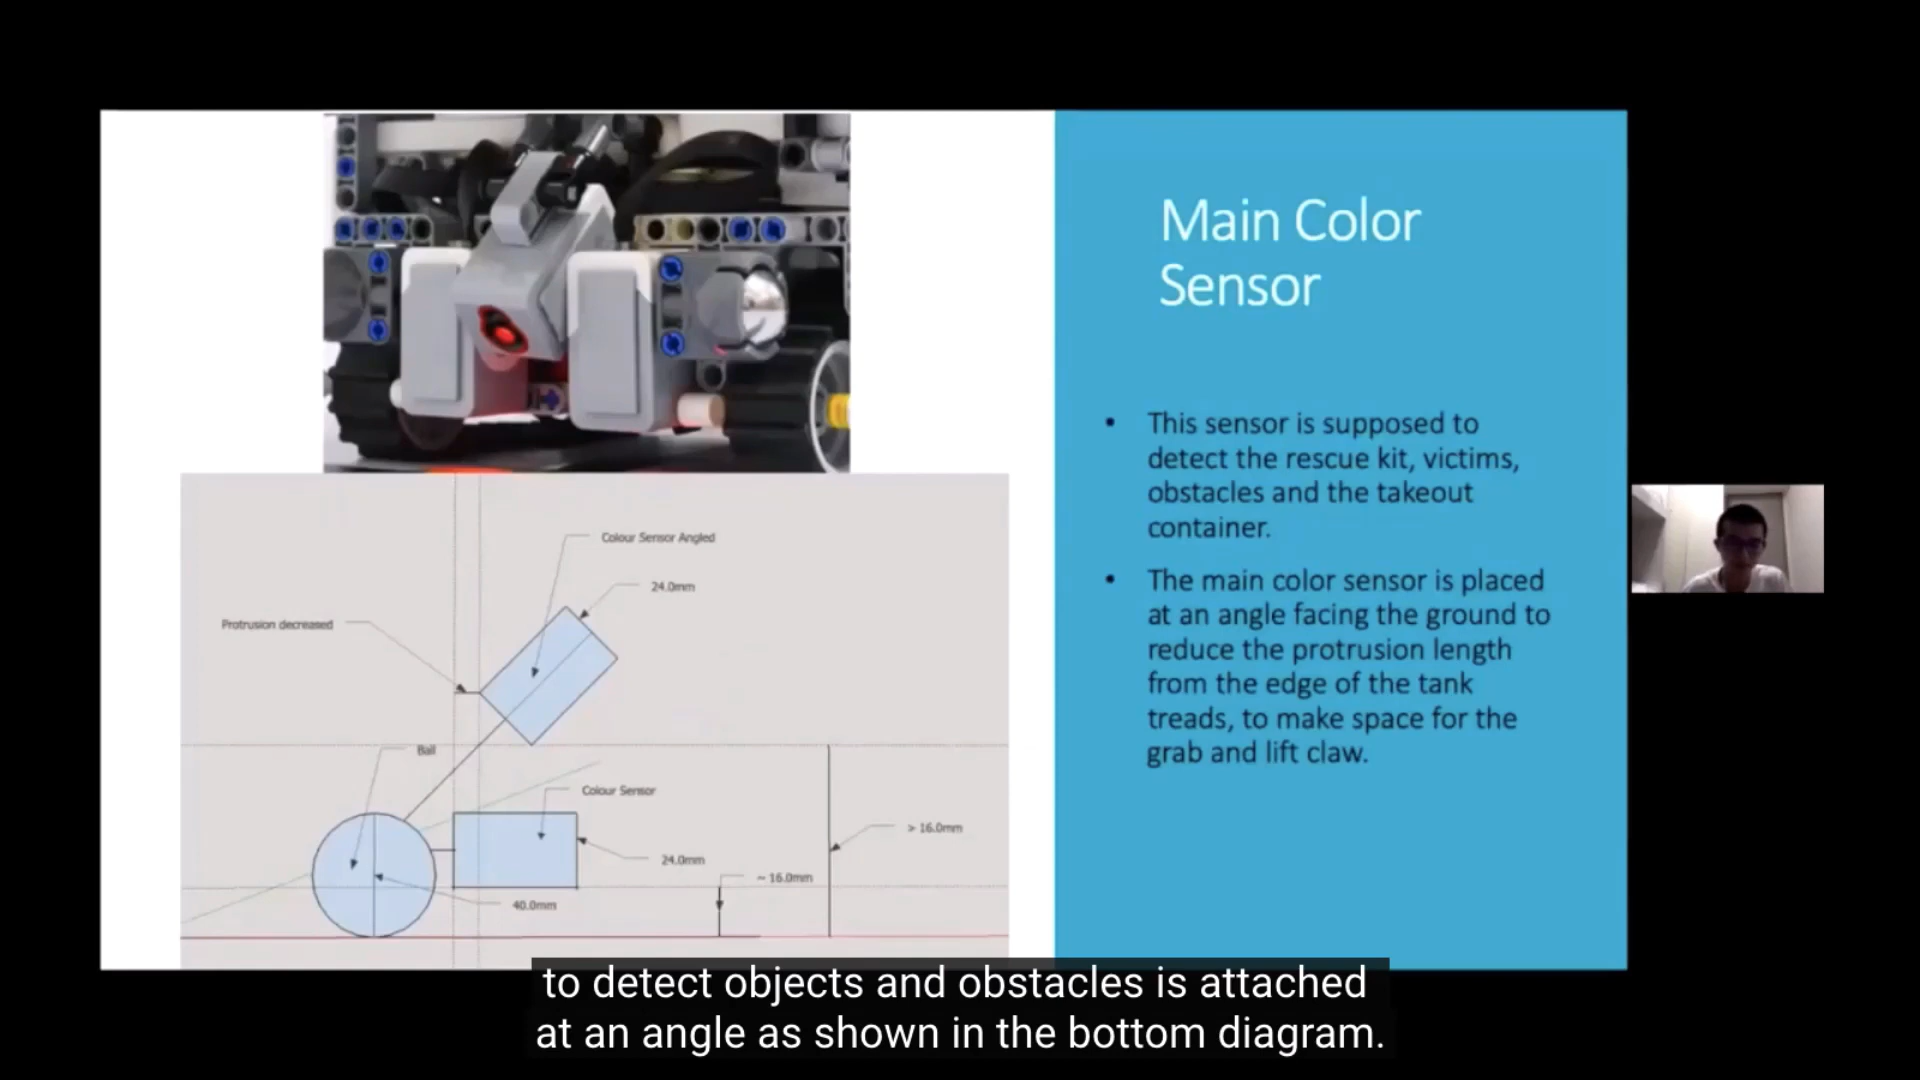 Main Color
Sensor
• This sensor is supposed to
detect the rescue kit, victims,
obstacles and the takeout
container.
• The main color sensor is placed
at an angle facing the ground to
reduce the protrusion length
from the edge of the tank
treads, to make space for the
grab and lift claw.
Colour Sensor Angled
24.0mm
Protrusion decreased
Ball
Colour Sensor
> 16.0mm
24.0mm
~ 16.0mm
40.0mm
to detect objects and obstacles is attached
at an angle as shown in the bottom diagram.